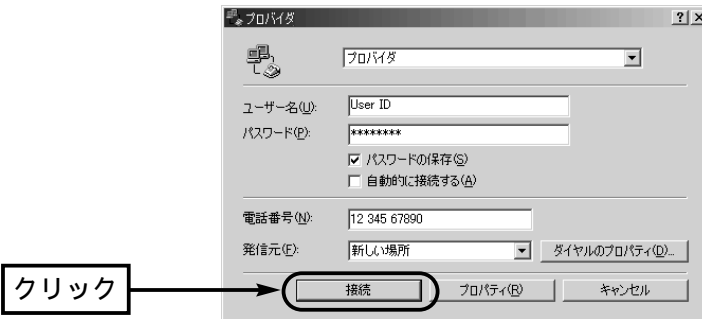 プロバイダ
プロバイダ
ユーザー名(U): User ID
パスワード(P): ********
パスワードの保存(S)
自動的に接続する(A)
電話番号(N): 12 345 67890
発信元(F): 新しい場所 ダイヤルのプロパティ(D)...
クリック 接続 プロパティ(R) キャンセル